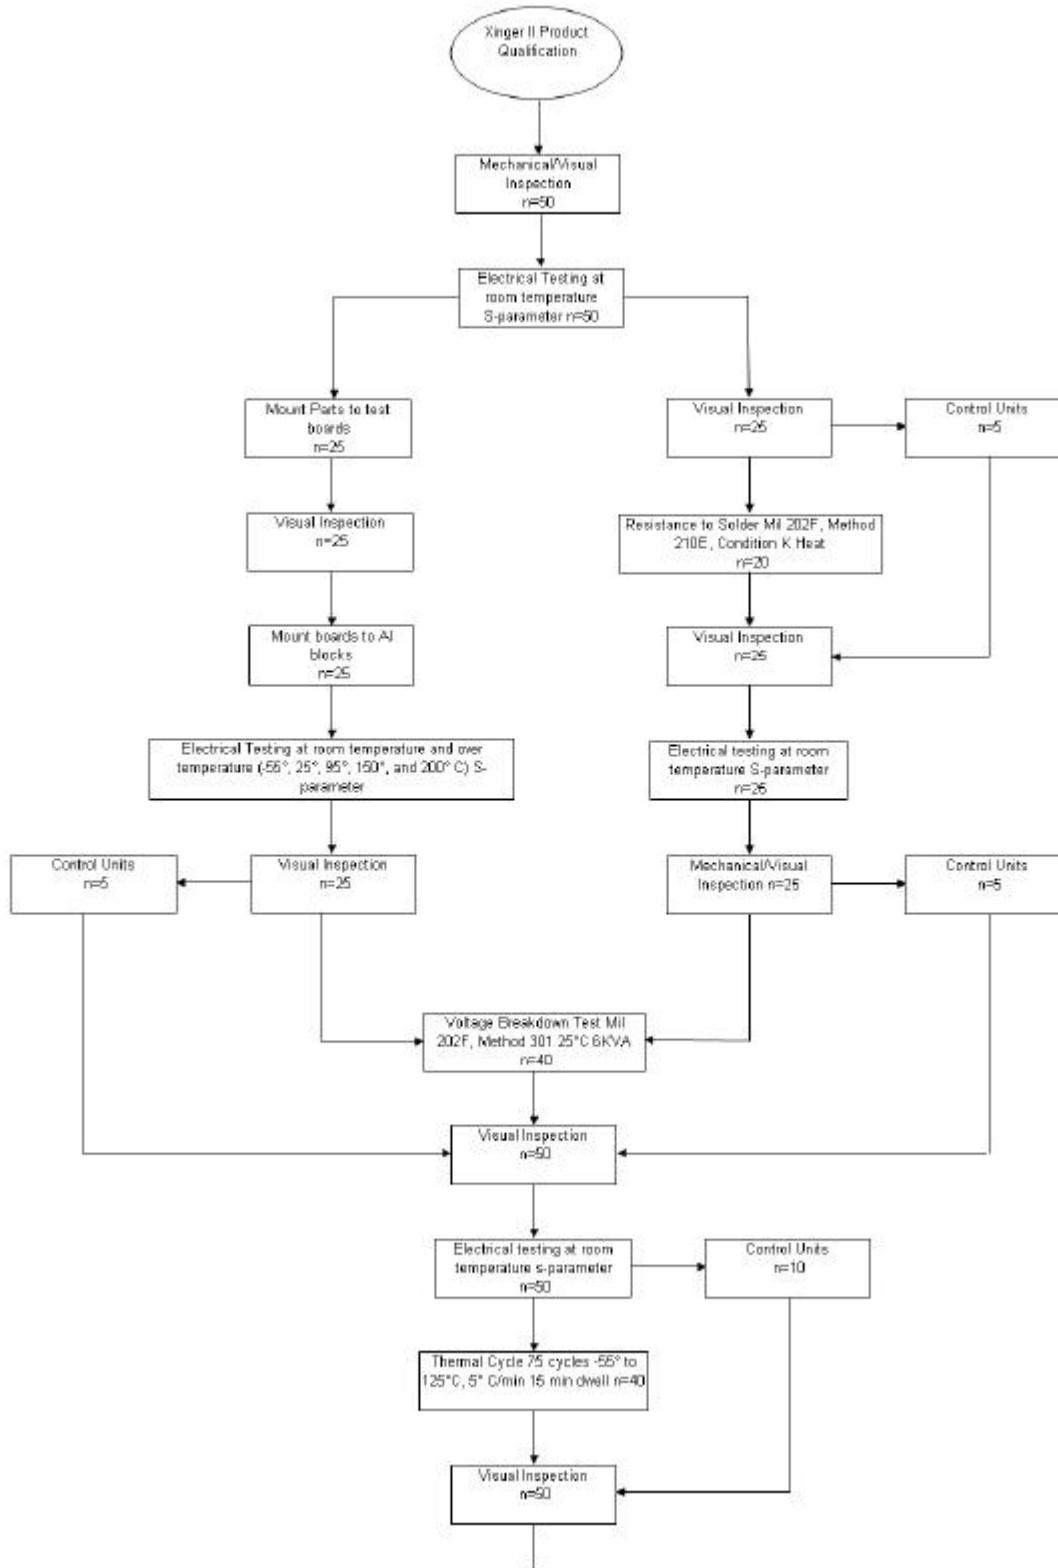 Xinger II Product
Qualification
Mechanical/Visual
Inspection
n=50
Electrical Testing at
room temperature
S-parameter n=50
Mount Parts to test
boards
n=25
Visual Inspection
n=25
Control Units
n=5
Visual Inspection
n=25
Resistance to Solder Mil 202F, Method
210E, Condition K Heat
n=20
Mount boards to Al
blocks
n=25
Visual Inspection
n=25
Electrical Testing at room temperature and over
temperature (-55°, 25°, 95°, 150°, and 200° C) S-
parameter
Electrical testing at room
temperature S-parameter
n=25
Control Units
n=5
Visual Inspection
n=25
Mechanical/Visual
Inspection n=25
Control Units
n=5
Voltage Breakdown Test Mil
202F, Method 301 25°C 5KVA
n=40
Visual Inspection
n=50
Electrical testing at room
temperature s-parameter
n=50
Control Units
n=10
Thermal Cycle 75 cycles -55° to
125°C, 5° C/min 15 min dwell n=40
Visual Inspection
n=50